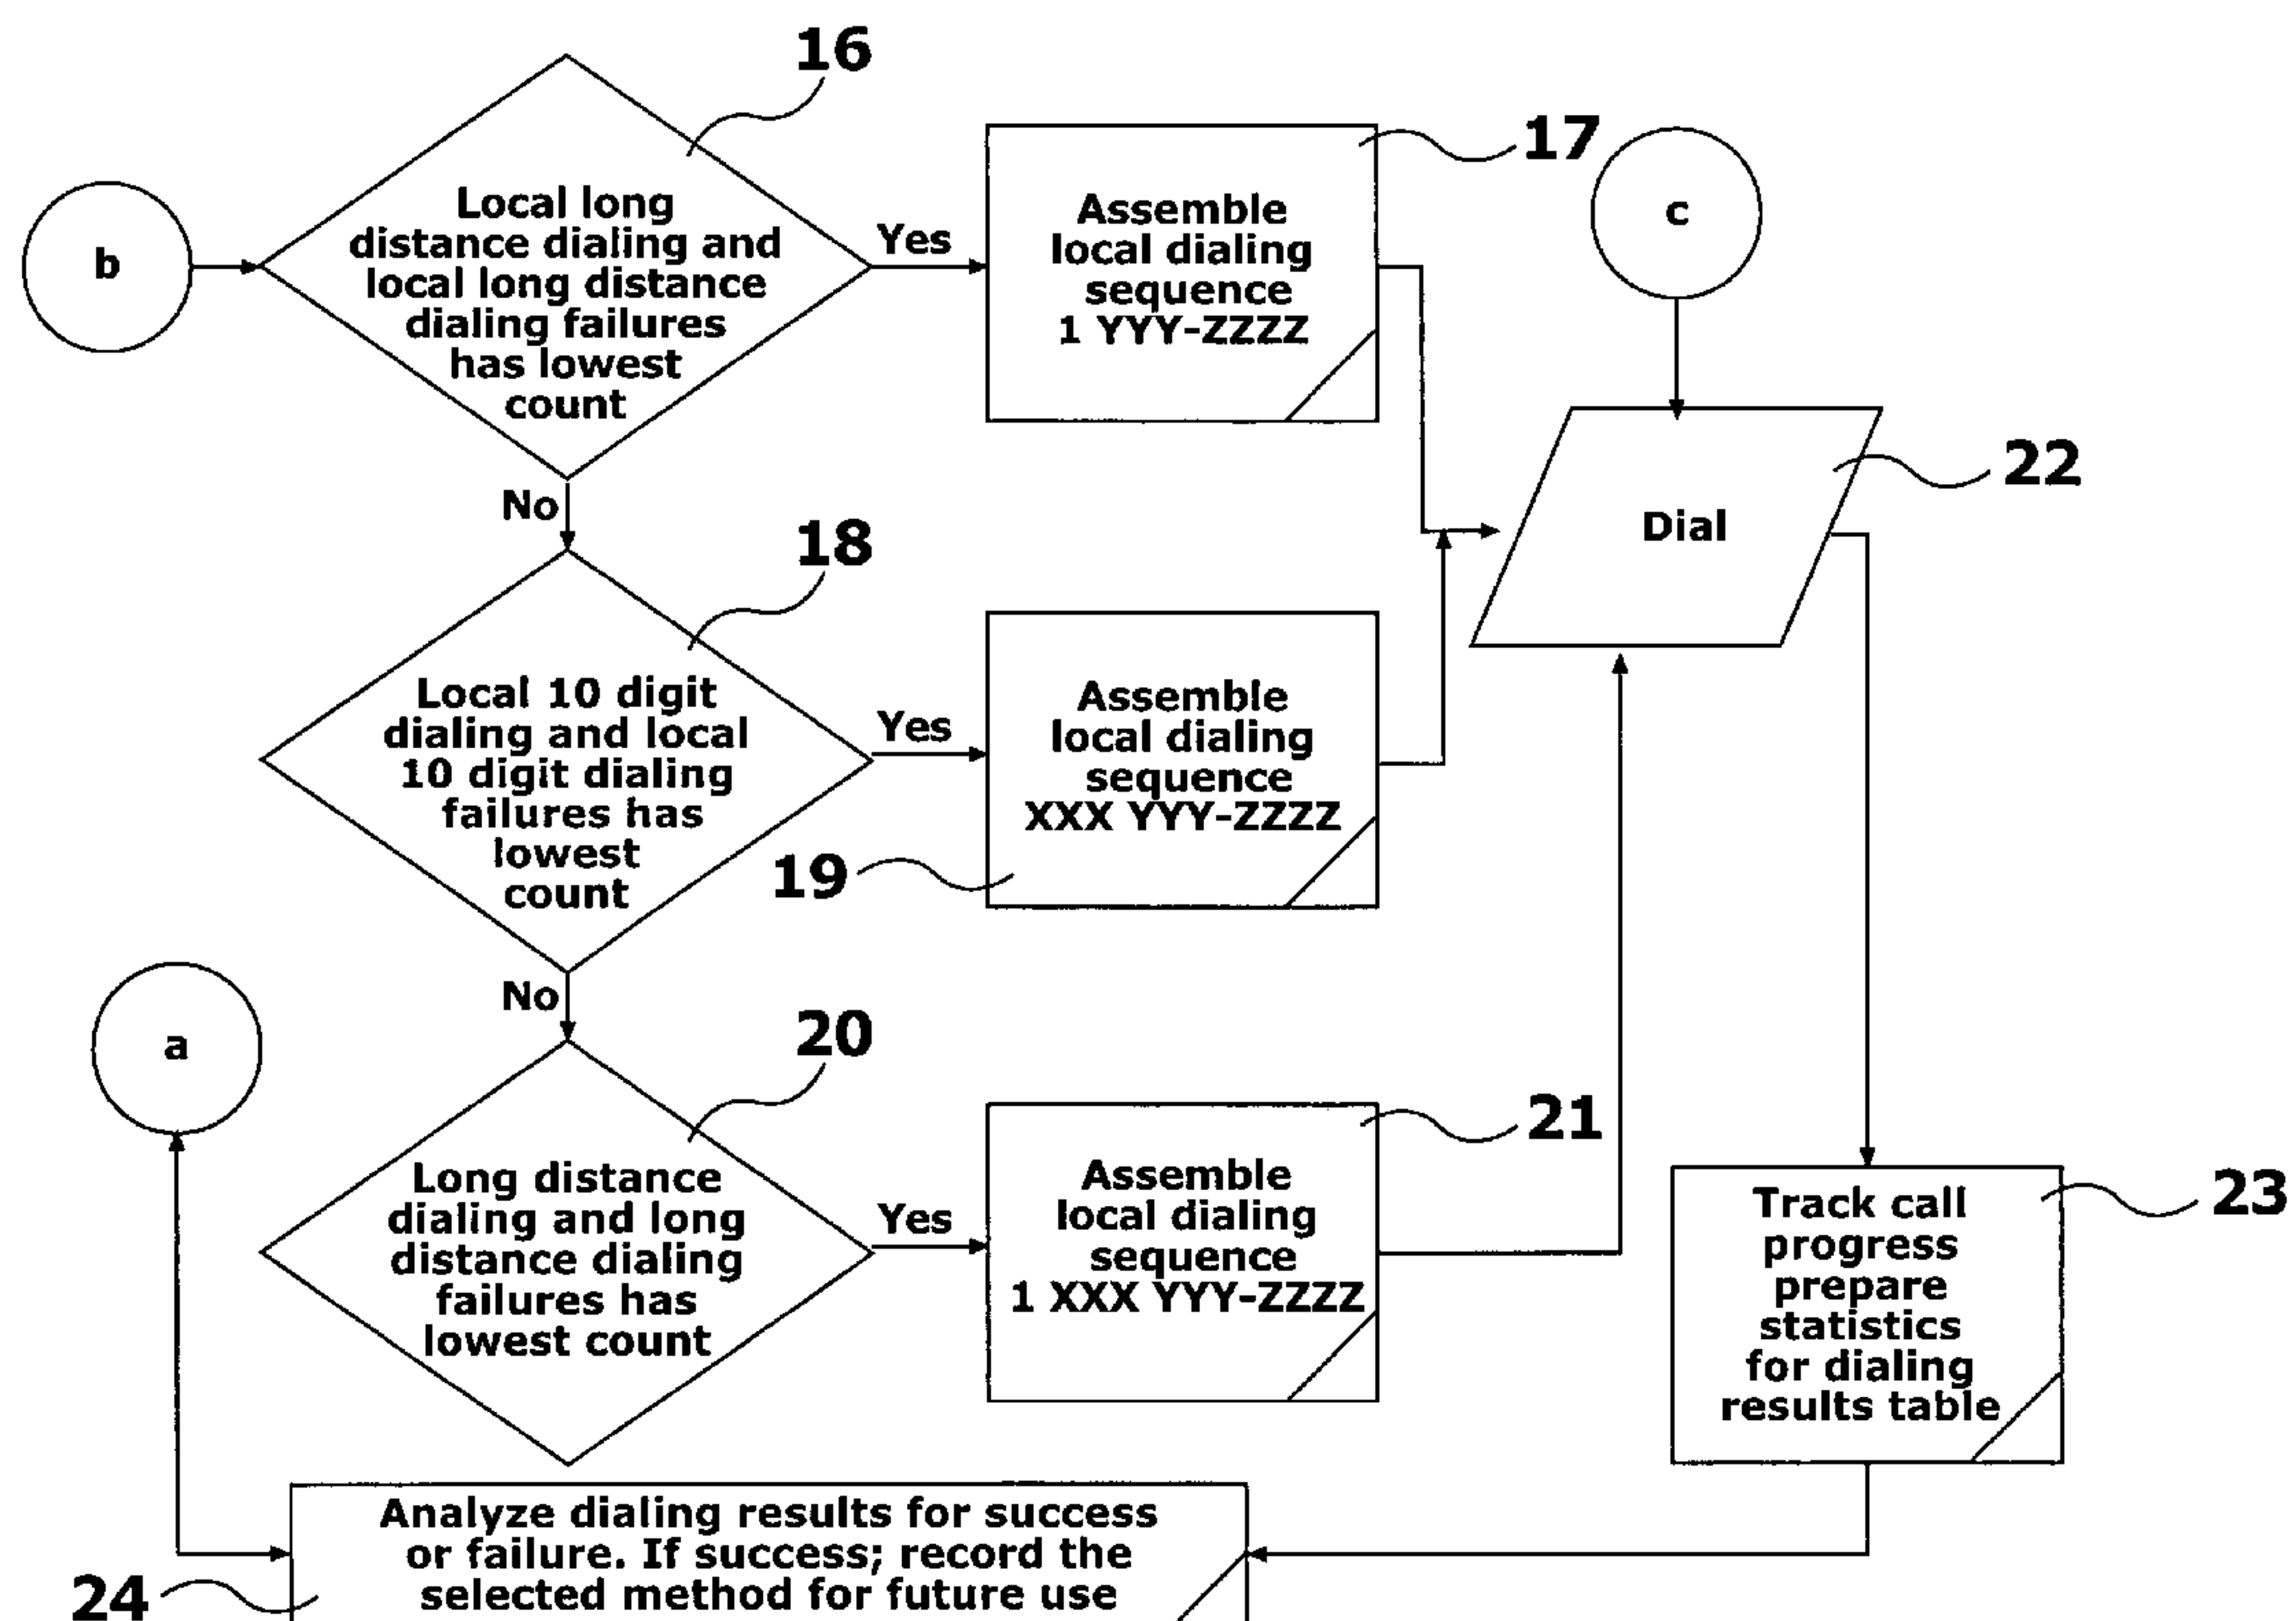 16
b
Local long
distance dialing and
local long distance
dialing failures
has lowest
count
Yes
No
17
Assemble
local dialing
sequence
1 YYY-ZZZZ
c
22
Dial
18
Local 10 digit
dialing and local
10 digit dialing
failures has
lowest
count
Yes
No
19
Assemble
local dialing
sequence
XXX YYY-ZZZZ
a
20
Long distance
dialing and long
distance dialing
failures has
lowest count
Yes
21
Assemble
local dialing
sequence
1 XXX YYY-ZZZZ
23
Track call
progress
prepare
statistics
for dialing
results table
24
Analyze dialing results for success
or failure. If success; record the
selected method for future use